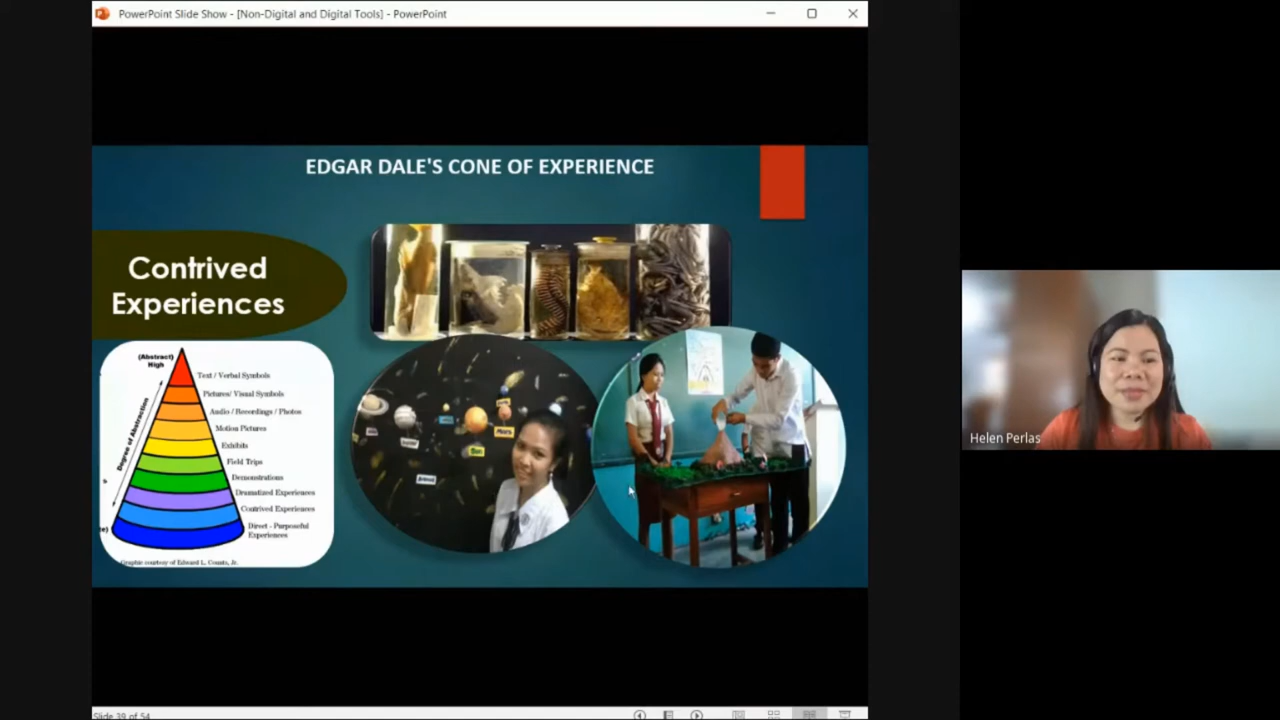 PowerPoint Slide Show - [Non-Digital and Digital Tools] - PowerPoint
EDGAR DALE'S CONE OF EXPERIENCE
Contrived
Experiences
(Abstract)
High
Degree of Abstraction
Text / Verbal Symbols
Pictures/ Visual Symbols
Audio / Recordings / Photos
Motion Pictures
Exhibits
Field Trips
Demonstrations
Dramatized Experiences
Contrived Experiences
Direct - Purposeful
Experiences
Graphic courtesy of Edward L. Counts, Jr.
Mars
Sun
Helen Perlas
Slide 39 of 54